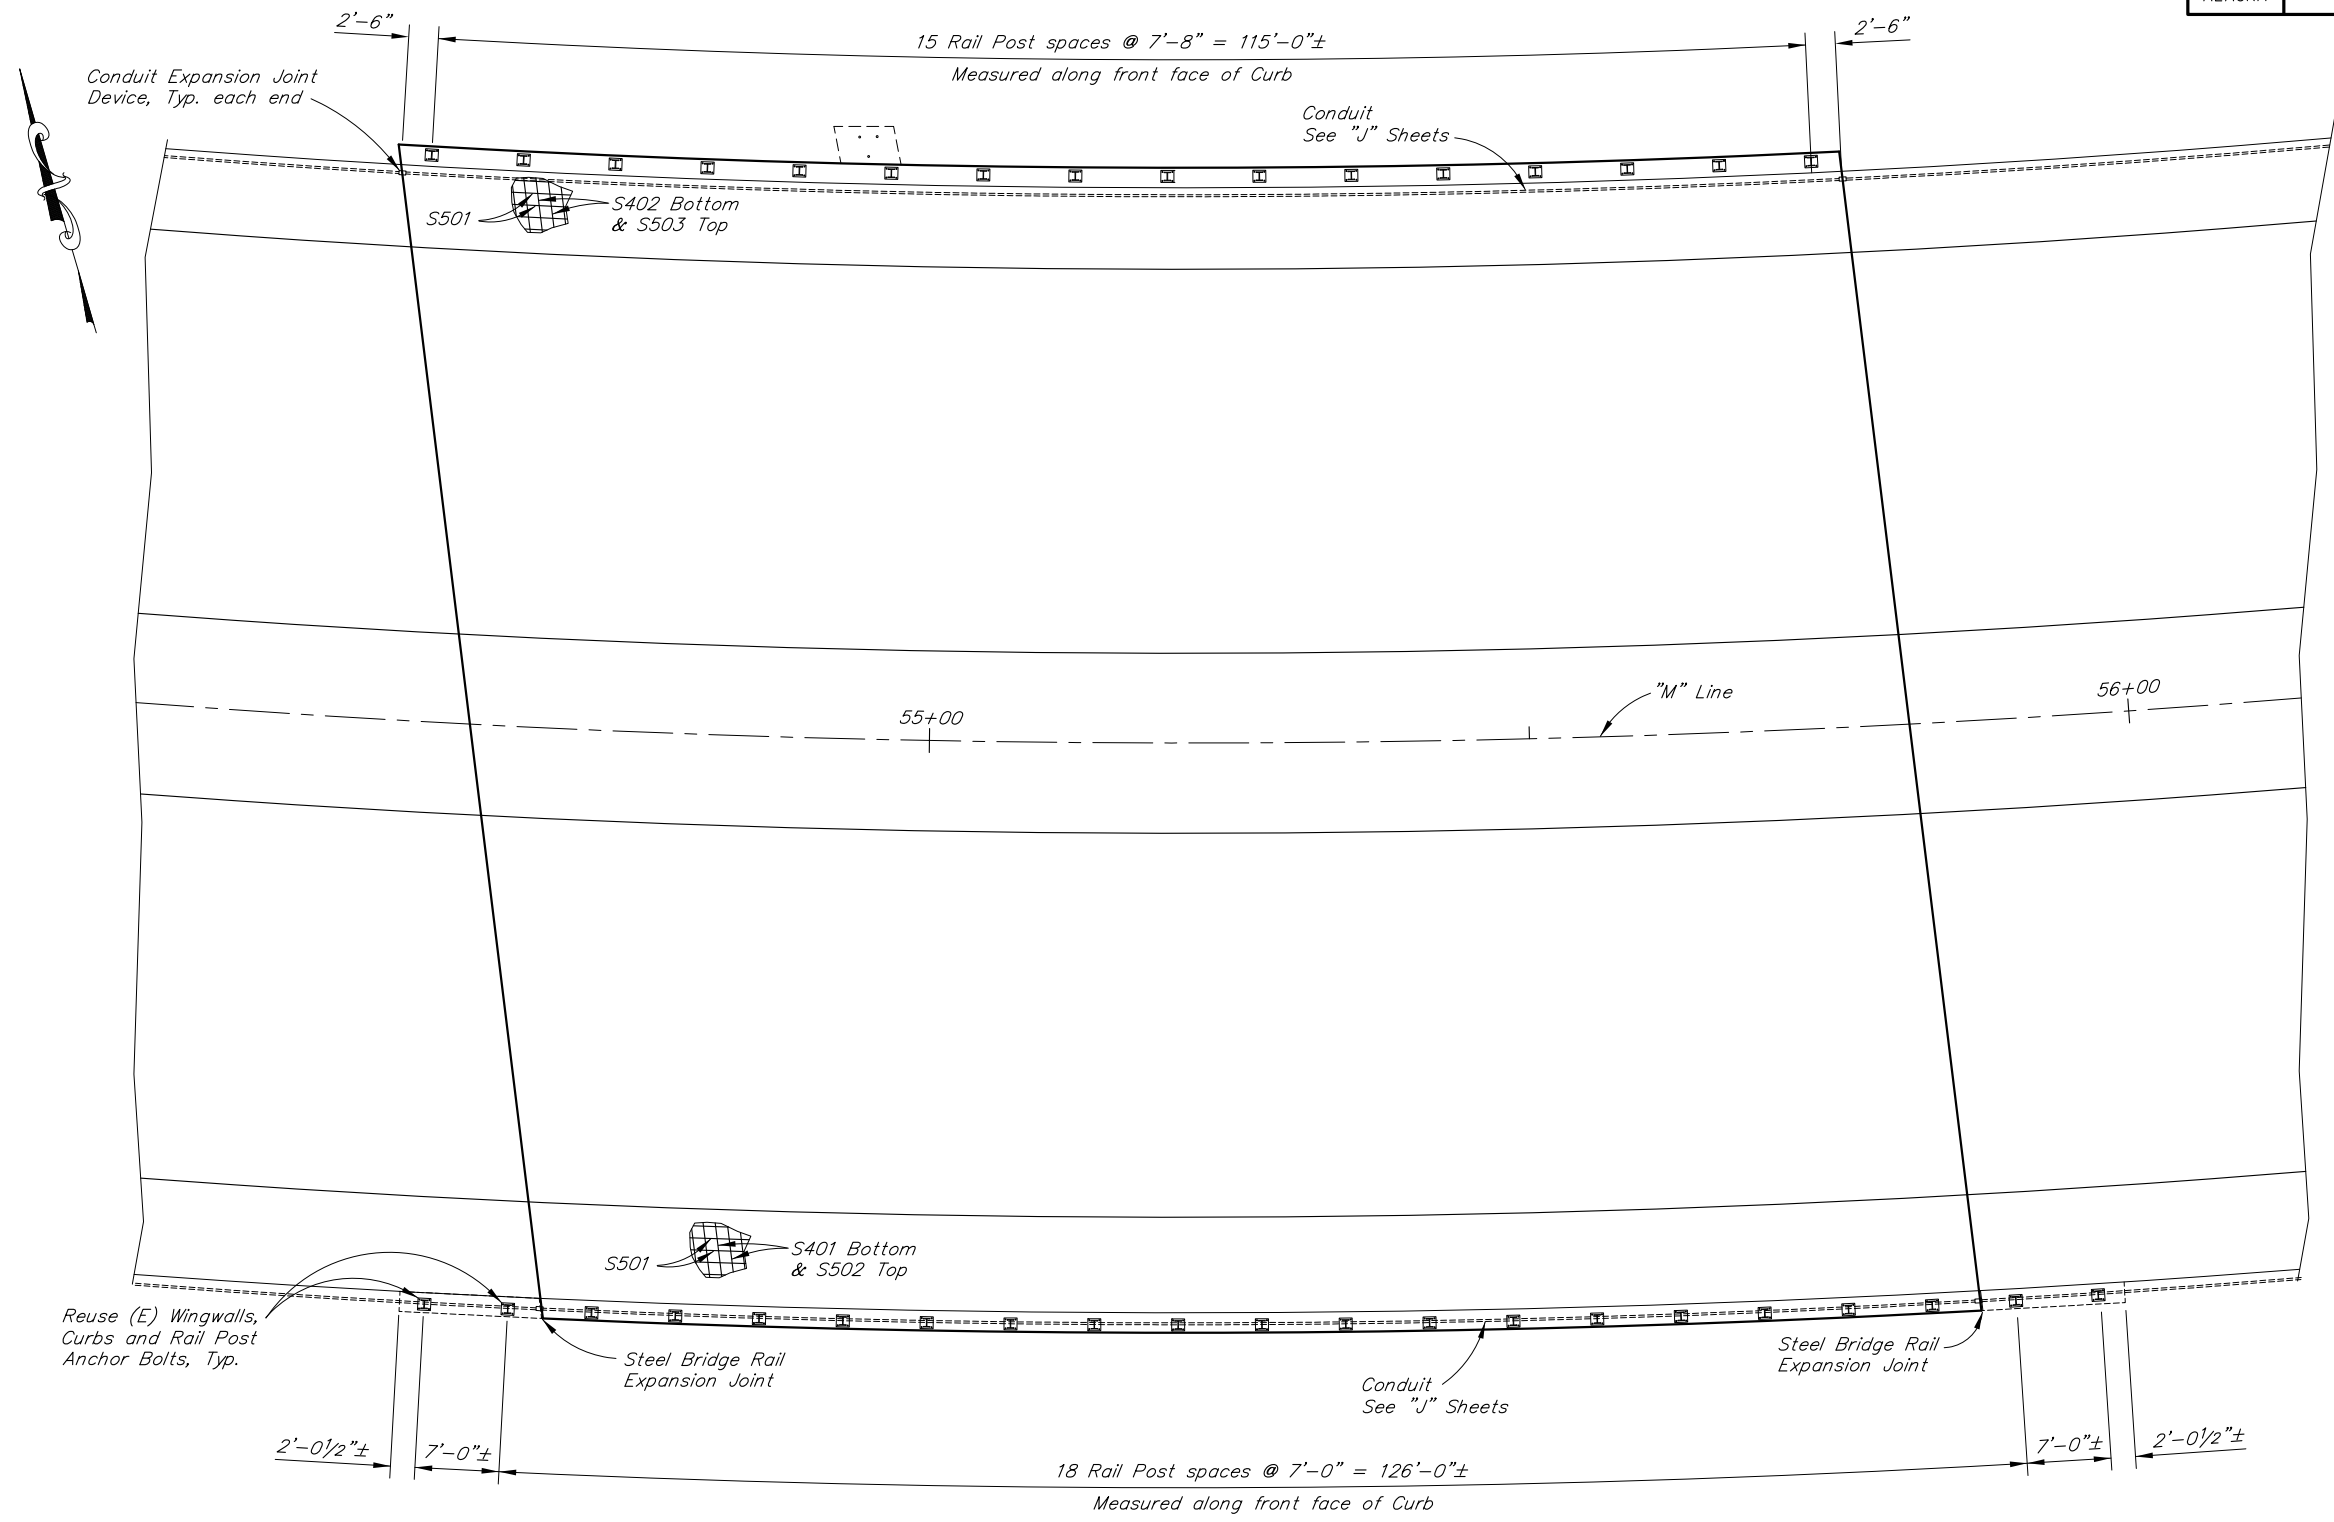 2'-6"
15 Rail Post spaces @ 7'-8" = 115'-0"±
Measured along front face of Curb
2'-6"
Conduit Expansion Joint
Device, Typ. each end
Conduit
See "J" Sheets
S501
S402 Bottom
& S503 Top
55+00
"M" Line
56+00
S501
S401 Bottom
& S502 Top
Reuse (E) Wingwalls,
Curbs and Rail Post
Anchor Bolts, Typ.
Steel Bridge Rail
Expansion Joint
Conduit
See "J" Sheets
Steel Bridge Rail
Expansion Joint
2'-0½"±
7'-0"±
18 Rail Post spaces @ 7'-0" = 126'-0"±
Measured along front face of Curb
7'-0"±
2'-0½"±